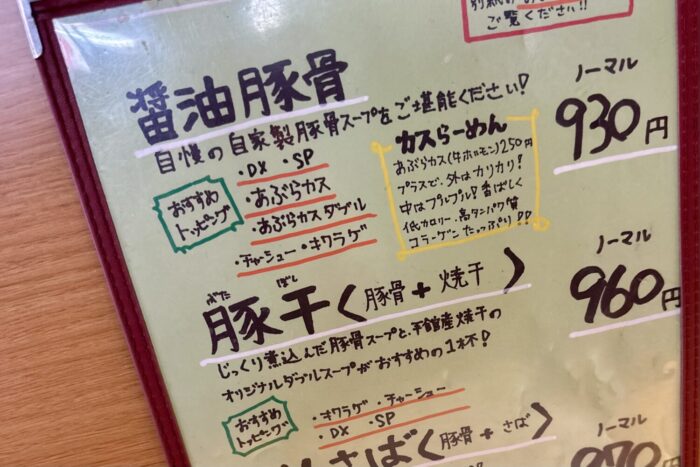 ご覧ください!!
醤油豚骨
ノーマル
930円
自慢の自家製豚骨スープをご堪能ください!
おすすめ
トッピング
・DX ・SP
・あぶらカス
・あぶらカスダブル
・チャーシュー・キクラゲ
カスらーめん
あぶらカス(牛ホルモン)250円
プラスで、外はカリカリ!
中はプルプル!香ばしく
低カロリー、高タンパク質
コラーゲンたっぷり!!
ぶた ぼし
豚干(豚骨+焼干)
ノーマル
960円
じっくり煮込んだ豚骨スープと、平舘産焼干の
オリジナルダブルスープがおすすめの1杯!
おすすめ
トッピング
・キクラゲ ・チャーシュー
・DX ・SP
さば(豚骨+さば)
ノーマル